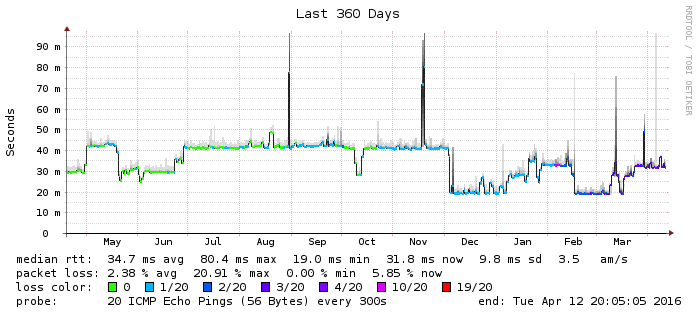 Last 360 Days
RRDTOOL / TOBI OETIKER
Seconds
90 m
80 m
70 m
60 m
50 m
40 m
30 m
20 m
10 m
0
May Jun Jul Aug Sep Oct Nov Dec Jan Feb Mar
median rtt: 34.7 ms avg 80.4 ms max 19.0 ms min 31.8 ms now 9.8 ms sd 3.5 am/s
packet loss: 2.38 % avg 20.91 % max 0.00 % min 5.85 % now
loss color: 0 1/20 2/20 3/20 4/20 10/20 19/20
probe: 20 ICMP Echo Pings (56 Bytes) every 300s end: Tue Apr 12 20:05:05 2016